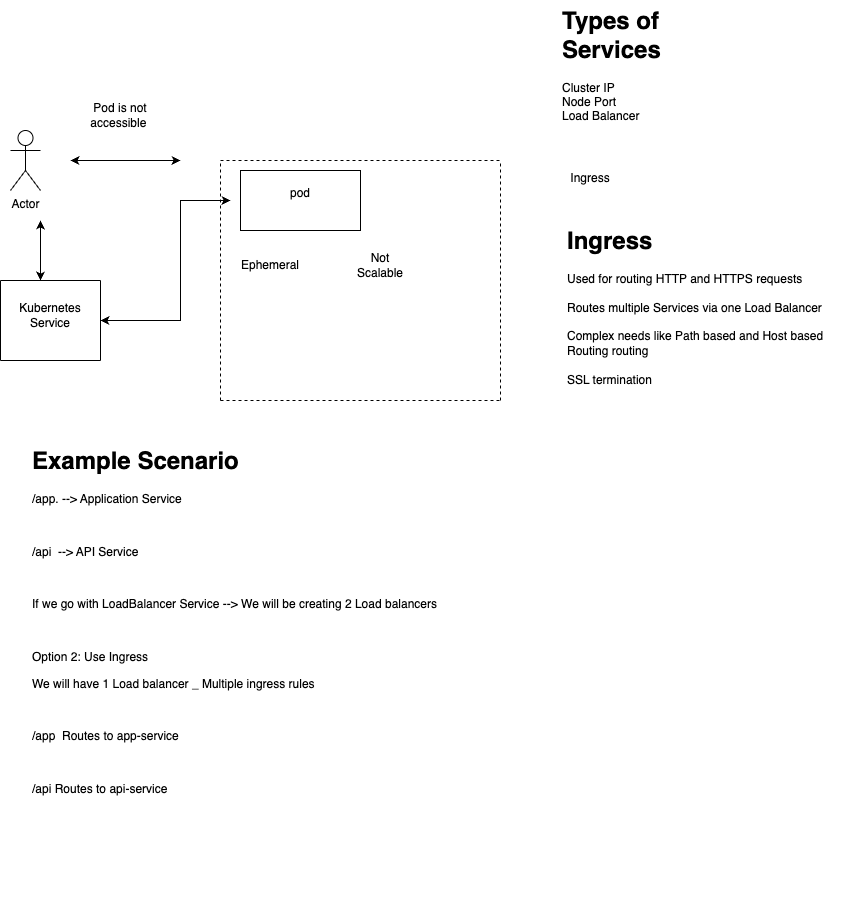 Types of
Services
Cluster IP
Node Port
Load Balancer
Pod is not
accessible
Actor
Kubernetes
Service
pod
Ephemeral
Not
Scalable
Ingress
Ingress
Used for routing HTTP and HTTPS requests
Routes multiple Services via one Load Balancer
Complex needs like Path based and Host based
Routing routing
SSL termination
Example Scenario
/app. --> Application Service
/api  --> API Service
If we go with LoadBalancer Service --> We will be creating 2 Load balancers
Option 2: Use Ingress
We will have 1 Load balancer _ Multiple ingress rules
/app  Routes to app-service
/api Routes to api-service